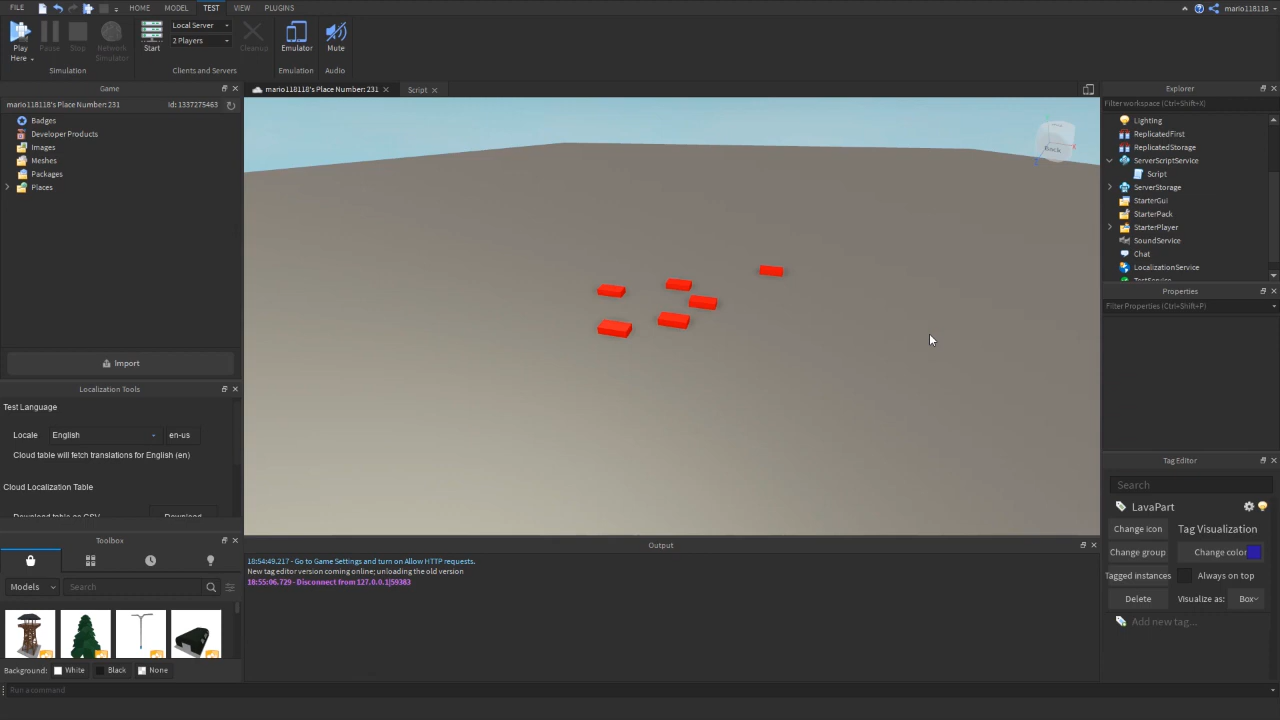 FILE HOME MODEL TEST VIEW PLUGINS mario118118
Play Here Pause Stop Network Simulator Start Local Server 2 Players Cleanup Emulator Mute
Simulation Clients and Servers Emulation Audio
Game
mario118118's Place Number: 231 Id: 1337275463
Badges
Developer Products
Images
Meshes
Packages
Places
Import
Localization Tools
Test Language
Locale English en-us
Cloud table will fetch translations for English (en)
Cloud Localization Table
Download table as CSV Download
Toolbox
Models Search
Background: White Black None
Run a command
mario118118's Place Number: 231 Script
Back
Output
18:54:49.217 - Go to Game Settings and turn on Allow HTTP requests.
New tag editor version coming online; unloading the old version
18:55:06.729 - Disconnect from 127.0.0.1|59383
Explorer
Filter workspace (Ctrl+Shift+X)
Lighting
ReplicatedFirst
ReplicatedStorage
ServerScriptService
Script
ServerStorage
StarterGui
StarterPack
StarterPlayer
SoundService
Chat
LocalizationService
TestService
Properties
Filter Properties (Ctrl+Shift+P)
Tag Editor
Search
LavaPart
Change icon Tag Visualization
Change group Change color
Tagged instances Always on top
Delete Visualize as: Box
Add new tag...